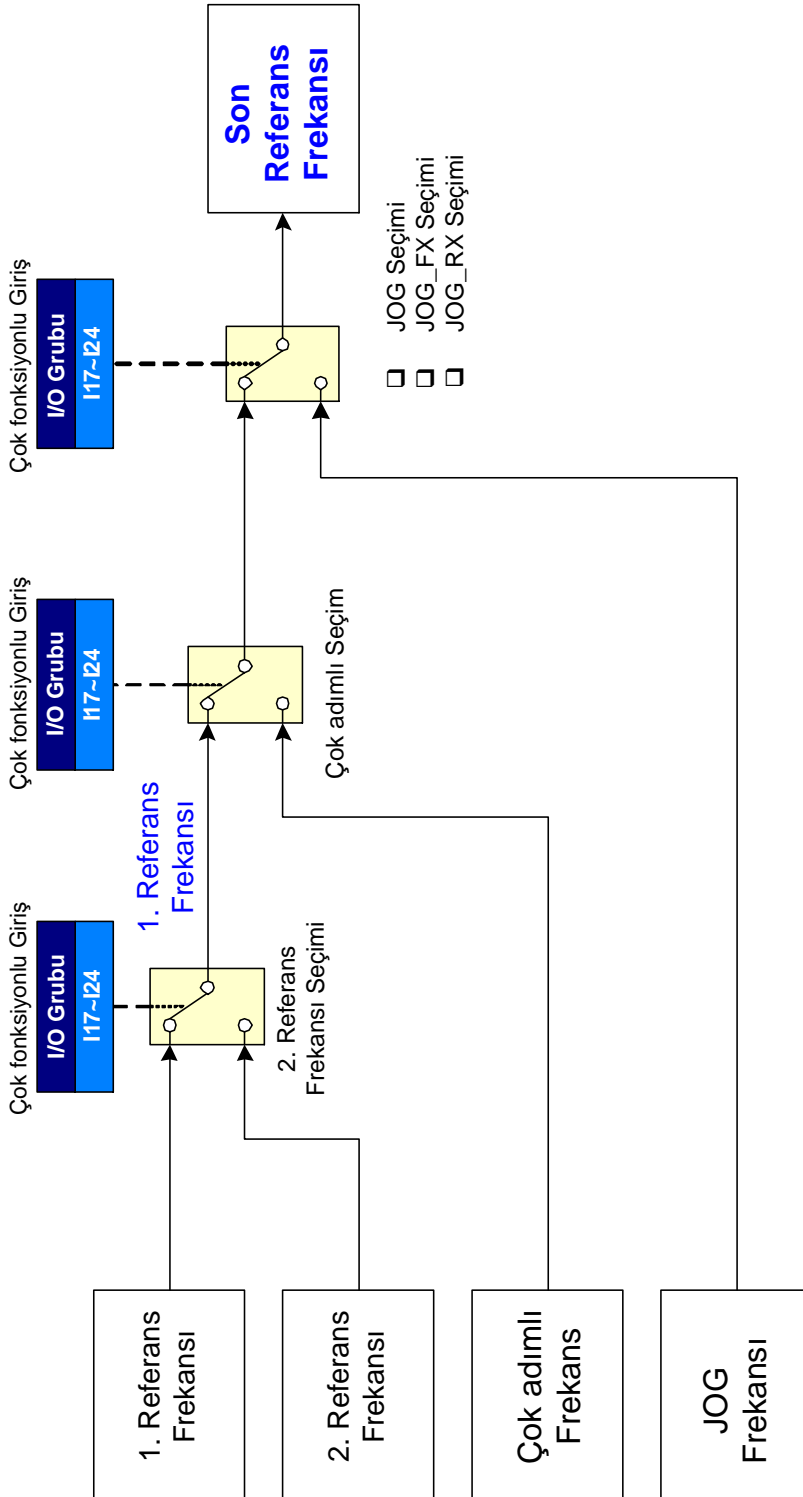 Çok fonksiyonlu Giriş
I/O Grubu
I17~I24
Çok fonksiyonlu Giriş
I/O Grubu
I17~I24
Çok fonksiyonlu Giriş
I/O Grubu
I17~I24
1. Referans
Frekansı
2. Referans
Frekansı
Çok adımlı
Frekans
JOG
Frekansı
2. Referans
Frekansı Seçimi
1. Referans
Frekansı
Çok adımlı Seçim
JOG Seçimi
JOG_FX Seçimi
JOG_RX Seçimi
Son
Referans
Frekansı